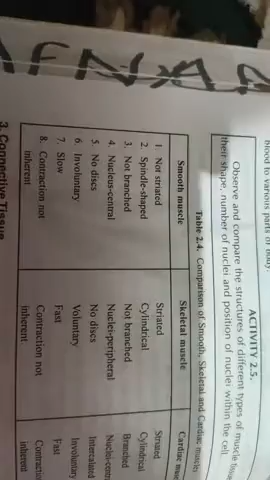 blood to various parts of body.
ACTIVITY 2.5.
Observe and compare the structures of different types of muscle
their shape, number of nuclei and position of nuclei within the cell.
Table 2.4. Comparison of Smooth, Skeletal and Cardiac muscles
Smooth muscle Skeletal muscle Cardiac
1. Not striated Striated Striated
2. Spindle-shaped Cylindrical Cylindrical
3. Not branched Not branched Branched
4. Nucleus-central Nuclei-peripheral
5. No discs No discs Intercalated
6. Involuntary Voluntary Involuntary
7. Slow Fast Fast
8. Contraction not Contraction not
inherent inherent inherent
3. Connective Tissue